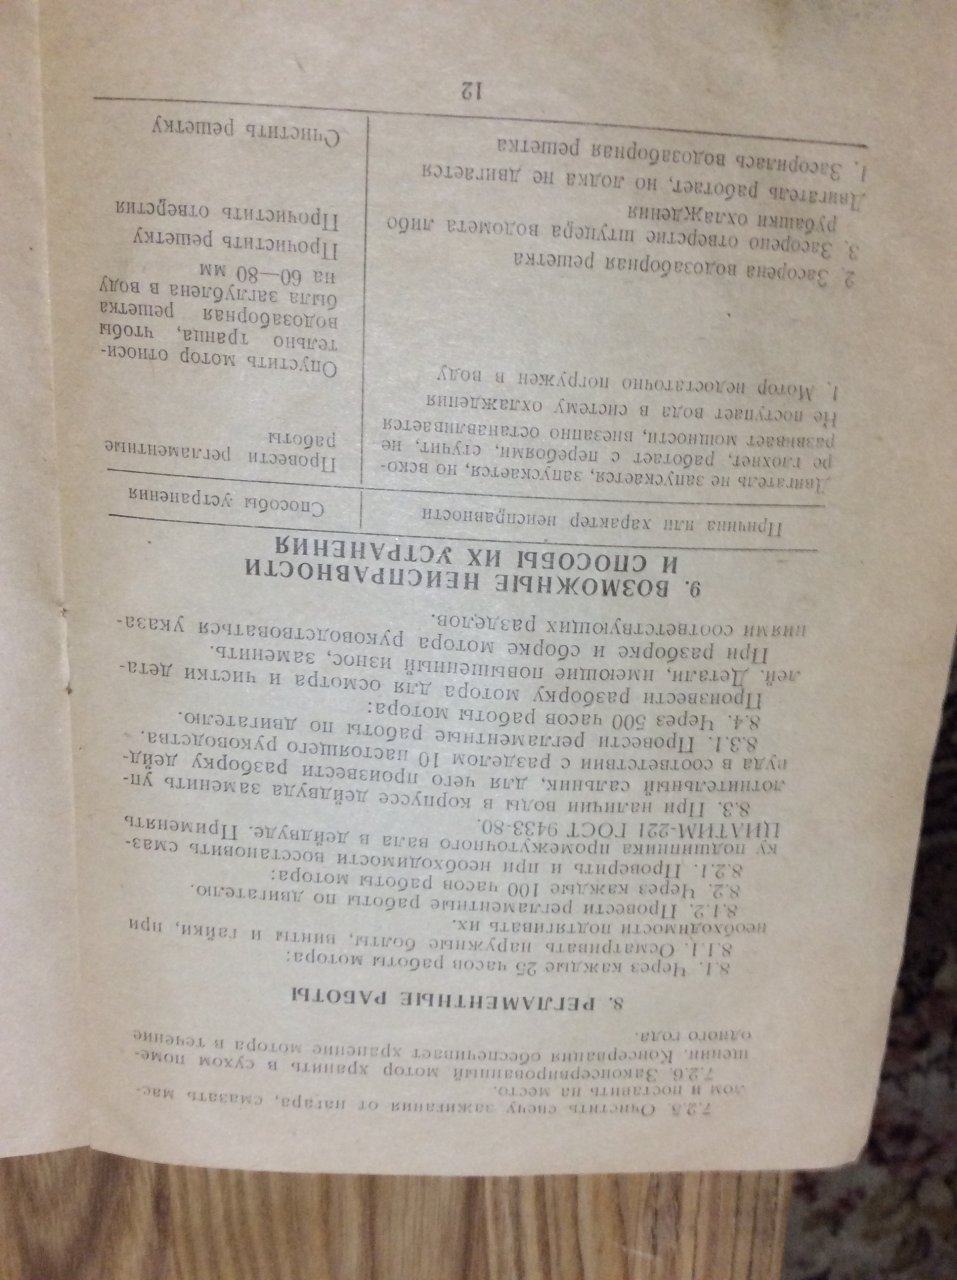 7.2.5. Очистить свечу зажигания от нагара, смазать мас-
лом и поставить на место.
7.2.6. Законсервированный мотор хранить в сухом поме-
щении. Консервация обеспечивает хранение мотора в течение
одного года.
8. РЕГЛАМЕНТНЫЕ РАБОТЫ
8.1. Через каждые 25 часов работы мотора:
8.1.1. Осматривать наружные болты, винты и гайки, при
необходимости подтягивать их.
8.1.2. Провести регламентные работы по двигателю.
8.2. Через каждые 100 часов работы мотора:
8.2.1. Проверить и при необходимости восстановить смаз-
ку подшипника промежуточного вала в дейдвуде. Применять
ЦИАТИМ-221 ГОСТ 9433-80.
8.3. При наличии воды в корпусе дейдвуда заменить уп-
лотнительный сальник, для чего произвести разборку дейд-
вуда в соответствии с разделом 10 настоящего руководства.
8.3.1. Провести регламентные работы по двигателю.
8.4. Через 500 часов работы мотора:
Произвести разборку мотора для осмотра и чистки дета-
лей. Детали, имеющие повышенный износ, заменить.
При разборке и сборке мотора руководствоваться указа-
ниями соответствующих разделов.
9. ВОЗМОЖНЫЕ НЕИСПРАВНОСТИ
И СПОСОБЫ ИХ УСТРАНЕНИЯ
Причина или характер неисправности
Способы устранения
Двигатель не запускается, запускается, но вско-
ре глохнет, работает с перебоями, стучит, не
развивает мощности, внезапно останавливается
Провести регламентные
работы
Не поступает вода в систему охлаждения
1. Мотор недостаточно погружен в воду
Опустить мотор относи-
тельно транца, чтобы
водозаборная решетка
была заглублена в воду
на 60—80 мм
2. Засорена водозаборная решетка
Прочистить решетку
3. Засорено отверстие штуцера водомета либо
рубашки охлаждения
Прочистить отверстия
Двигатель работает, но лодка не двигается
1. Засорилась водозаборная решетка
Счистить решетку
12